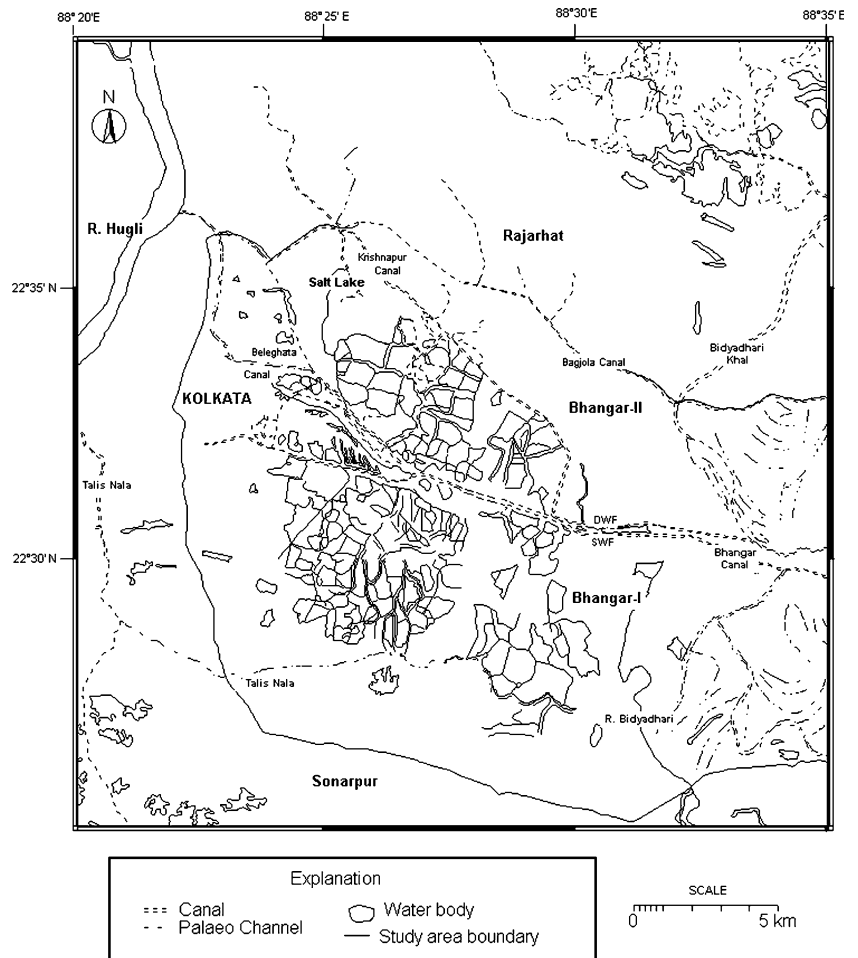 88° 20'E
88° 25' E
88° 30'E
88° 35'E
N
R. Hugli
Rajarhat
Krishnapur
Canal
Salt Lake
22°35' N
Beleghata
Canal
Bagjola Canal
Bidyadhari
Khal
KOLKATA
Bhangar-II
Talis Nala
DWF
SWF
22°30' N
Bhangar
Canal
Bhangar-I
Talis Nala
R. Bidyadhari
Sonarpur
Explanation
Canal
Palaeo Channel
Water body
Study area boundary
SCALE
0 5 km